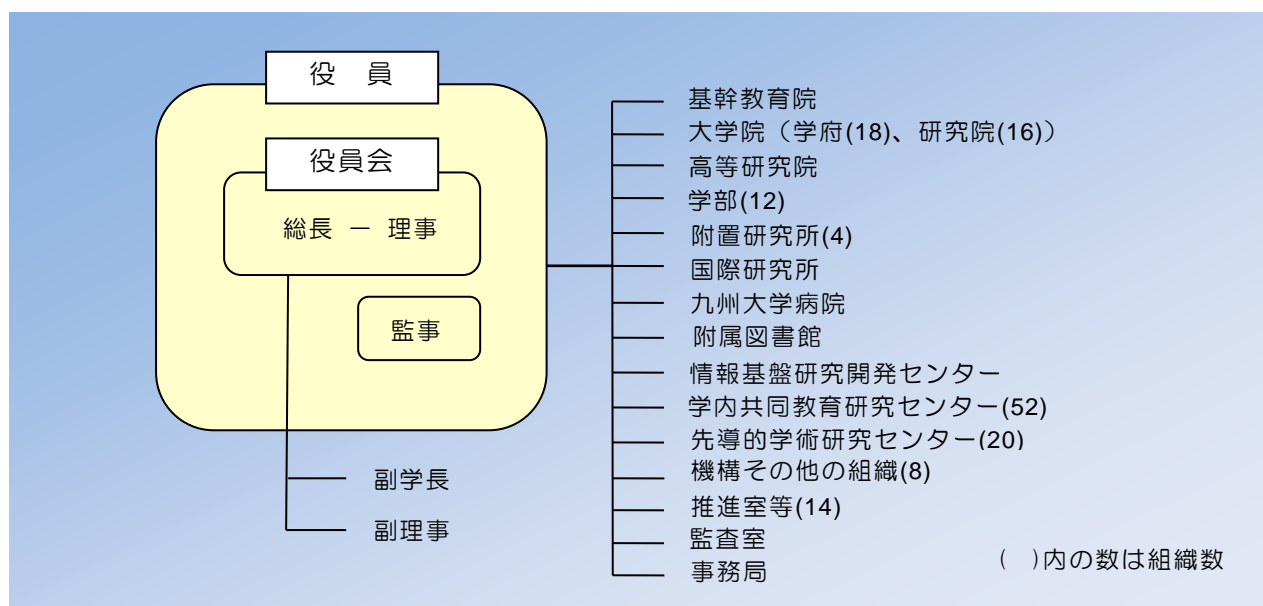 役　員
役員会
総長 － 理事
監事
副学長
副理事
基幹教育院
大学院（学府(18)、研究院(16)）
高等研究院
学部(12)
附置研究所(4)
国際研究所
九州大学病院
附属図書館
情報基盤研究開発センター
学内共同教育研究センター(52)
先導的学術研究センター(20)
機構その他の組織(8)
推進室等(14)
監査室
事務局
(　)内の数は組織数